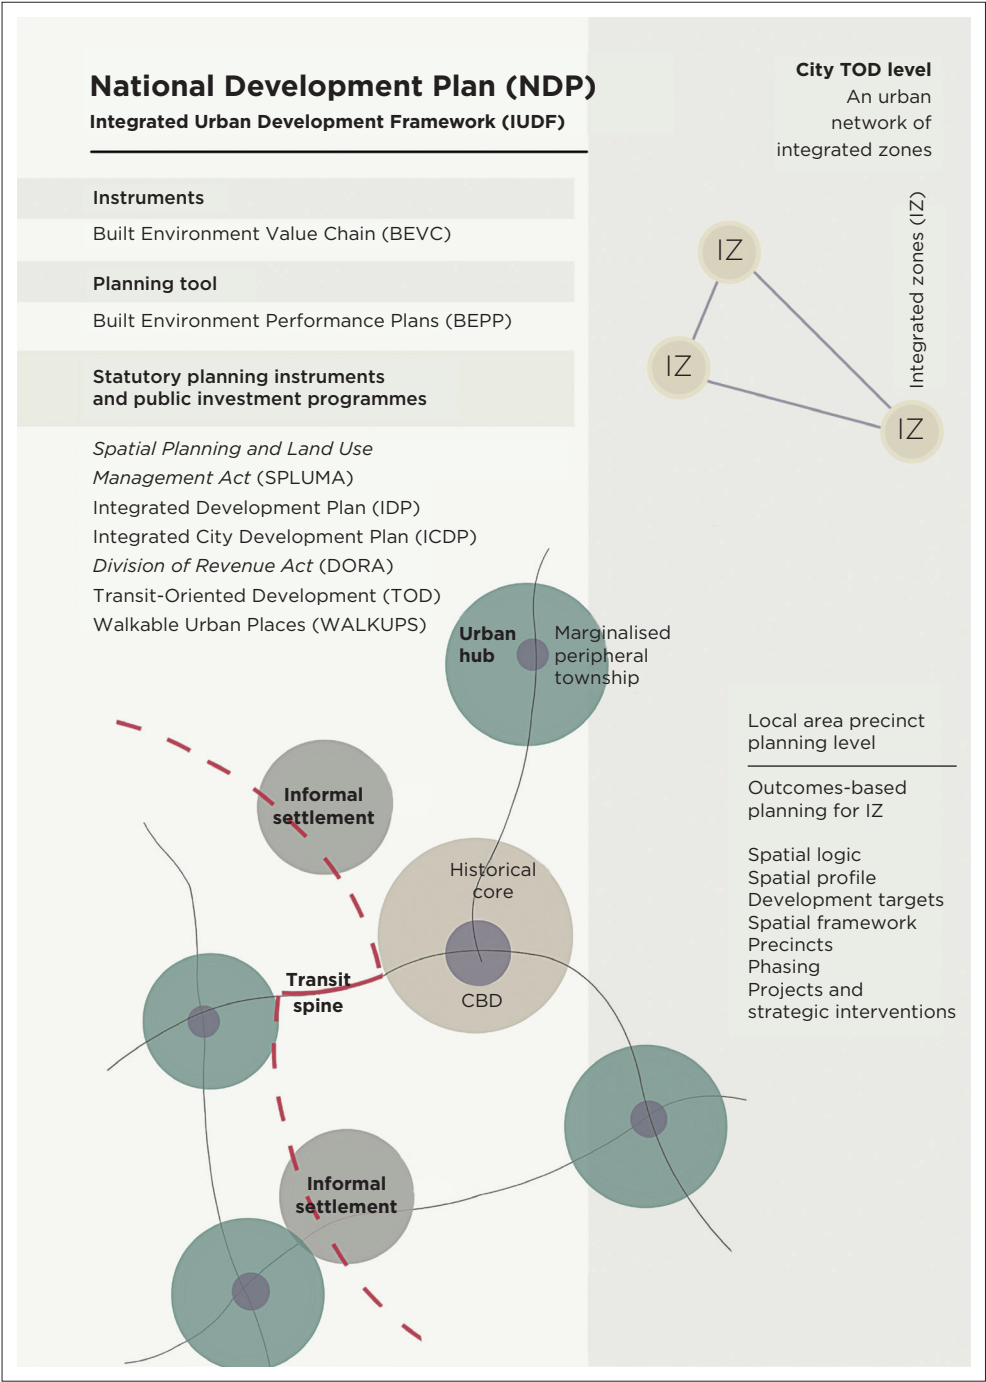 National Development Plan (NDP)
Integrated Urban Development Framework (IUDF)
Instruments
Built Environment Value Chain (BEVC)
Planning tool
Built Environment Performance Plans (BEPP)
Statutory planning instruments
and public investment programmes
Spatial Planning and Land Use
Management Act (SPLUMA)
Integrated Development Plan (IDP)
Integrated City Development Plan (ICDP)
Division of Revenue Act (DORA)
Transit-Oriented Development (TOD)
Walkable Urban Places (WALKUPS)
City TOD level
An urban
network of
integrated zones
Integrated zones (IZ)
IZ
IZ
IZ
Urban
hub
Marginalised
peripheral
township
Informal
settlement
Historical
core
CBD
Transit
spine
Informal
settlement
Local area precinct
planning level
Outcomes-based
planning for IZ
Spatial logic
Spatial profile
Development targets
Spatial framework
Precincts
Phasing
Projects and
strategic interventions